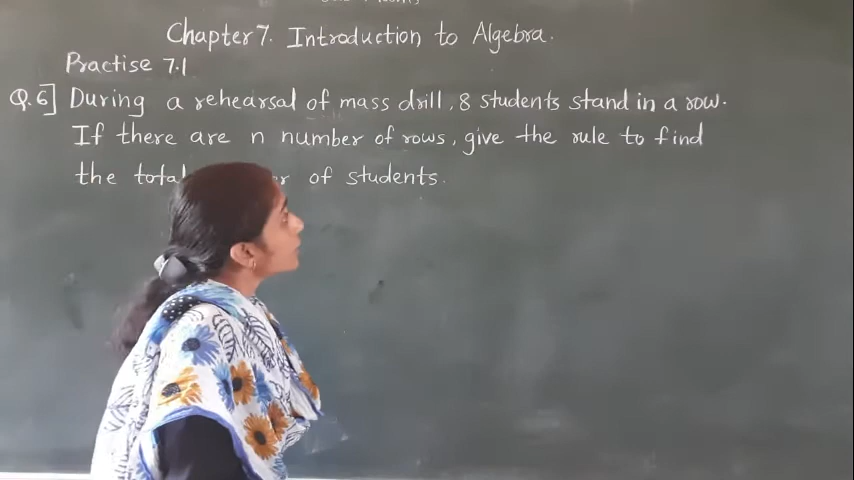 Chapter 7. Introduction to Algebra.
Practise 7.1
Q.6] During a rehearsal of mass drill, 8 students stand in a row.
If there are n number of rows, give the rule to find
the total of students.